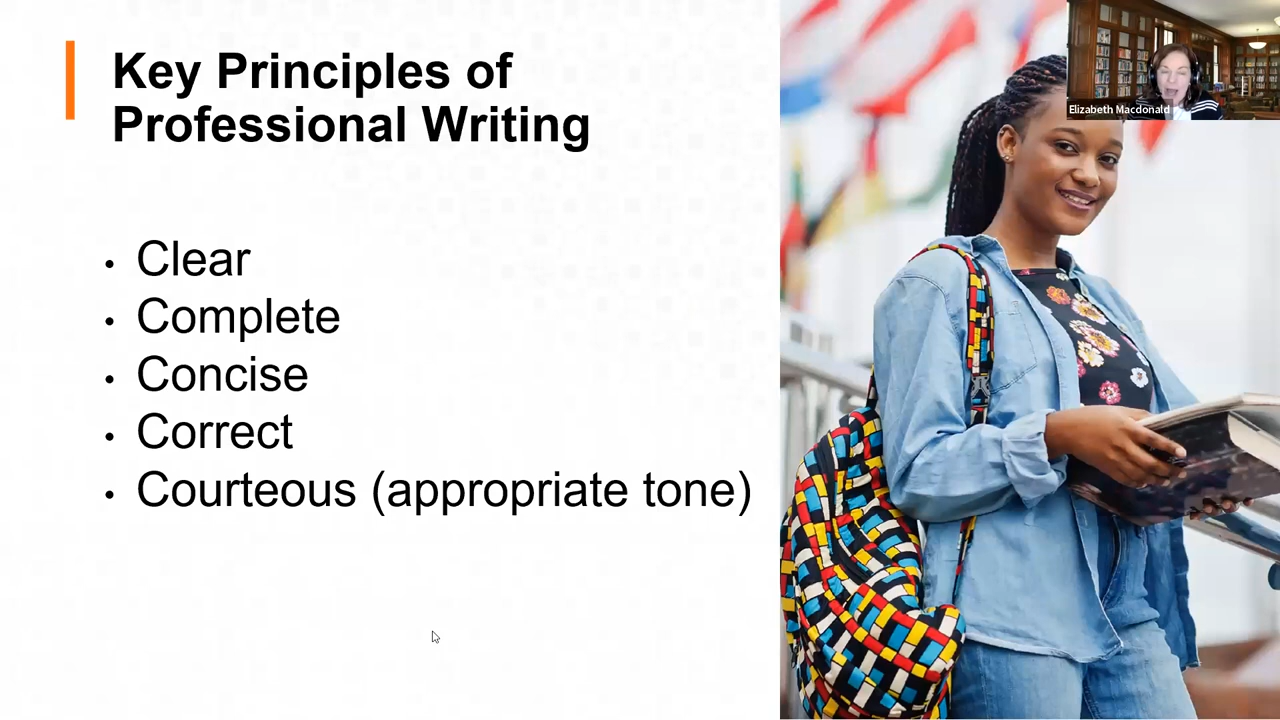 Key Principles of
Professional Writing
Elizabeth Macdonald
• Clear
• Complete
• Concise
• Correct
• Courteous (appropriate tone)